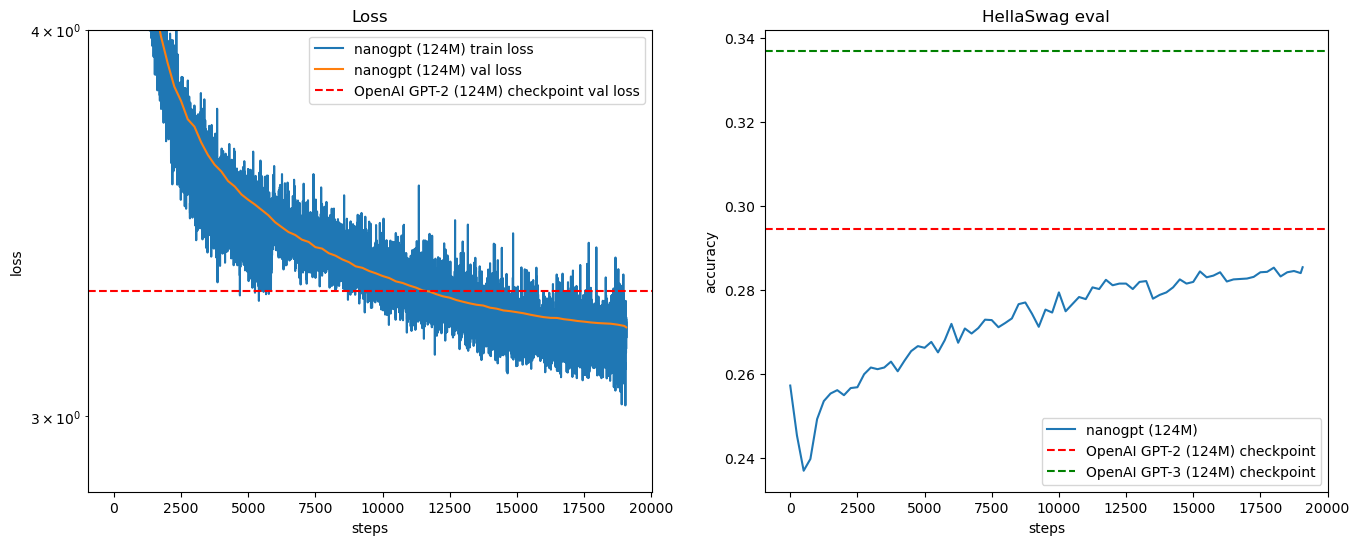 Loss
4 × 10⁰
3 × 10⁰
loss
nanogpt (124M) train loss
nanogpt (124M) val loss
OpenAI GPT-2 (124M) checkpoint val loss
0 2500 5000 7500 10000 12500 15000 17500 20000
steps
HellaSwag eval
0.34
0.32
0.30
0.28
0.26
0.24
accuracy
nanogpt (124M)
OpenAI GPT-2 (124M) checkpoint
OpenAI GPT-3 (124M) checkpoint
0 2500 5000 7500 10000 12500 15000 17500 20000
steps